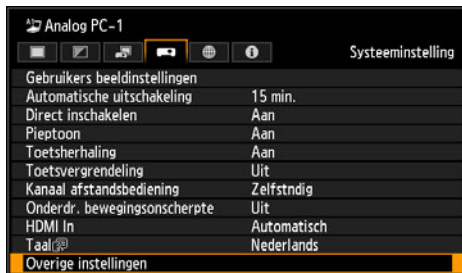 Analog PC-1
Systeeminstelling
Gebruikers beeldinstellingen
Automatische uitschakeling 15 min.
Direct inschakelen Aan
Pieptoon Aan
Toetsherhaling Aan
Toetsvergrendeling Uit
Kanaal afstandsbediening Zelfstndig
Onderdr. bewegingsonscherpte Uit
HDMI In Automatisch
Taal Nederlands
Overige instellingen